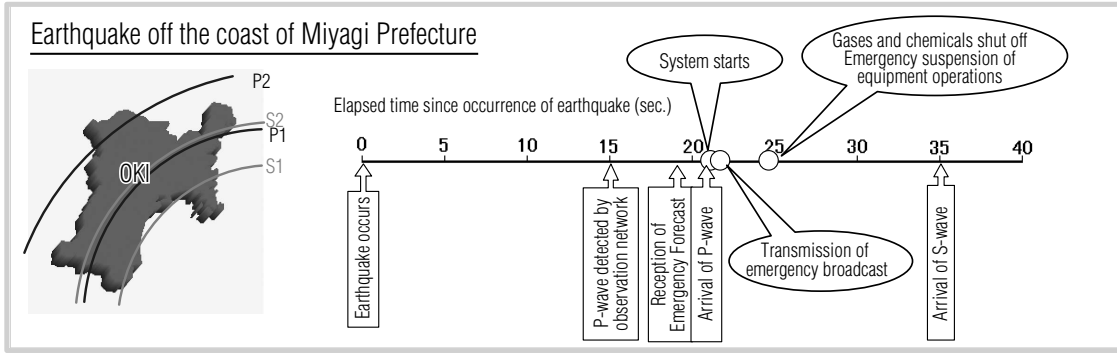 Earthquake off the coast of Miyagi Prefecture
P2
S2
P1
S1
OKI
Elapsed time since occurrence of earthquake (sec.)
System starts
Gases and chemicals shut off
Emergency suspension of
equipment operations
0 5 10 15 20 25 30 35 40
Earthquake occurs
P-wave detected by
observation network
Reception of
Emergency Forecast
Arrival of P-wave
Transmission of
emergency broadcast
Arrival of S-wave